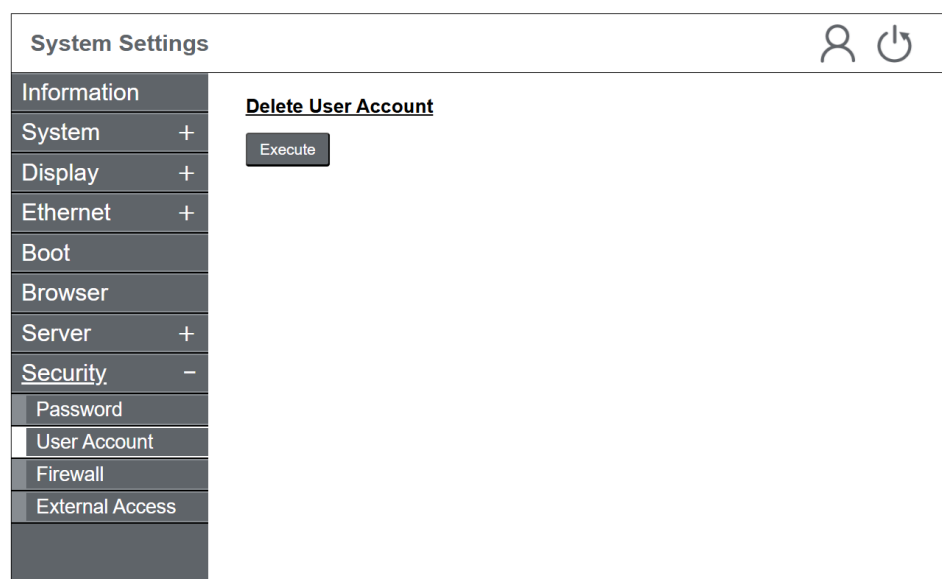 System Settings
Information
System +
Display +
Ethernet +
Boot
Browser
Server +
Security -
Password
User Account
Firewall
External Access
Delete User Account
Execute